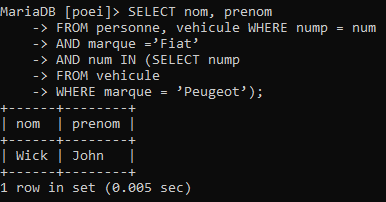 MariaDB [poei]> SELECT nom, prenom
    -> FROM personne, vehicule WHERE nump = num
    -> AND marque =’Fiat’
    -> AND num IN (SELECT nump
    -> FROM vehicule
    -> WHERE marque = ’Peugeot’);
+------+--------+
| nom  | prenom |
+------+--------+
| Wick | John   |
+------+--------+
1 row in set (0.005 sec)